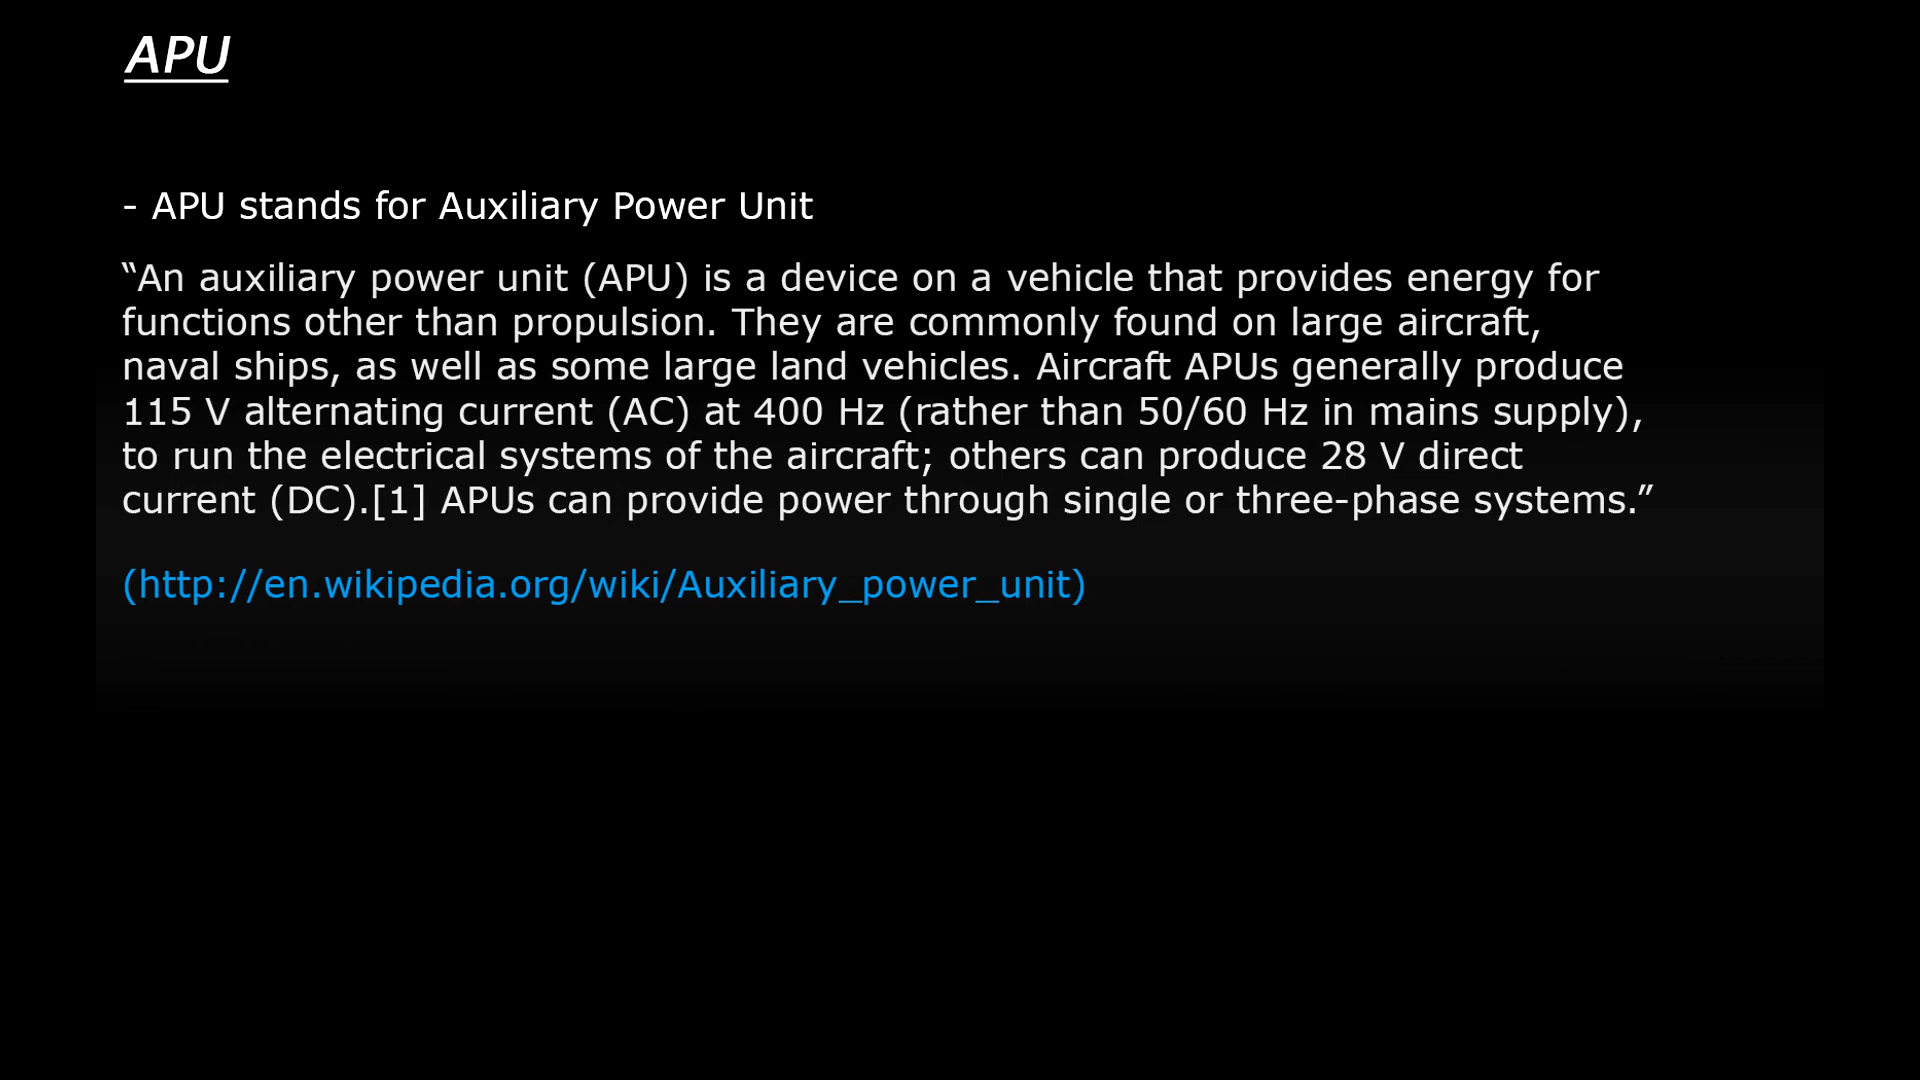 APU
- APU stands for Auxiliary Power Unit
“An auxiliary power unit (APU) is a device on a vehicle that provides energy for
functions other than propulsion. They are commonly found on large aircraft,
naval ships, as well as some large land vehicles. Aircraft APUs generally produce
115 V alternating current (AC) at 400 Hz (rather than 50/60 Hz in mains supply),
to run the electrical systems of the aircraft; others can produce 28 V direct
current (DC).[1] APUs can provide power through single or three-phase systems.”
(http://en.wikipedia.org/wiki/Auxiliary_power_unit)